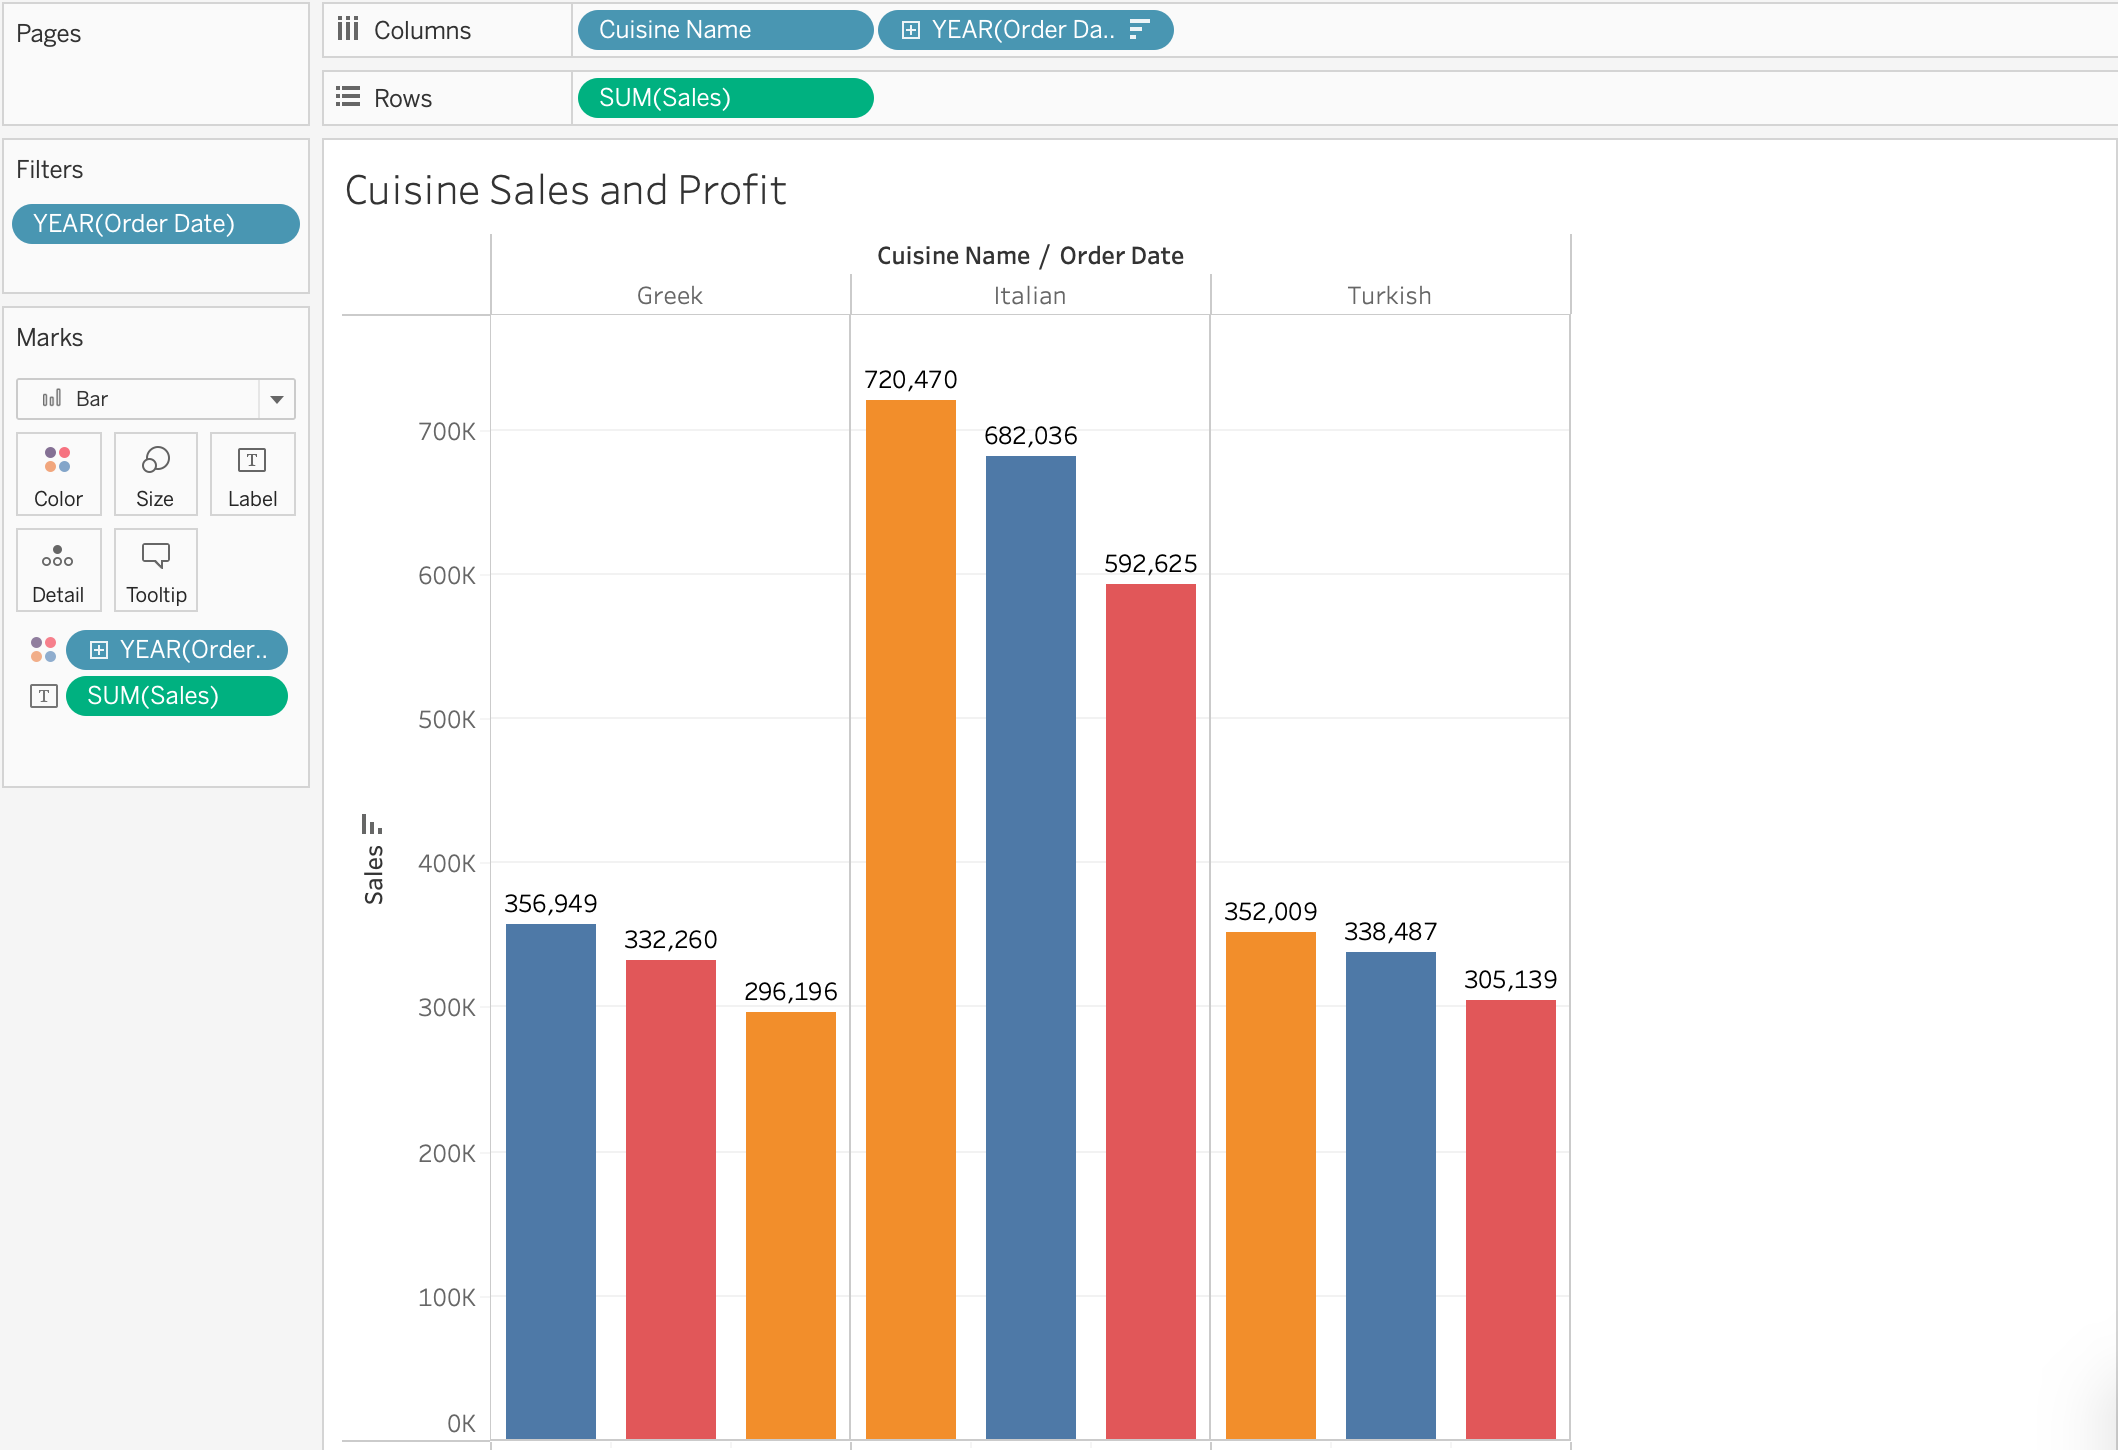 Pages
Columns
Cuisine Name
YEAR(Order Da..
Rows
SUM(Sales)
Filters
YEAR(Order Date)
Marks
Bar
Color
Size
T
Label
Detail
Tooltip
YEAR(Order..
T
SUM(Sales)
Cuisine Sales and Profit
Cuisine Name / Order Date
Greek
Italian
Turkish
Sales
700K
600K
500K
400K
300K
200K
100K
0K
356,949
332,260
296,196
720,470
682,036
592,625
352,009
338,487
305,139